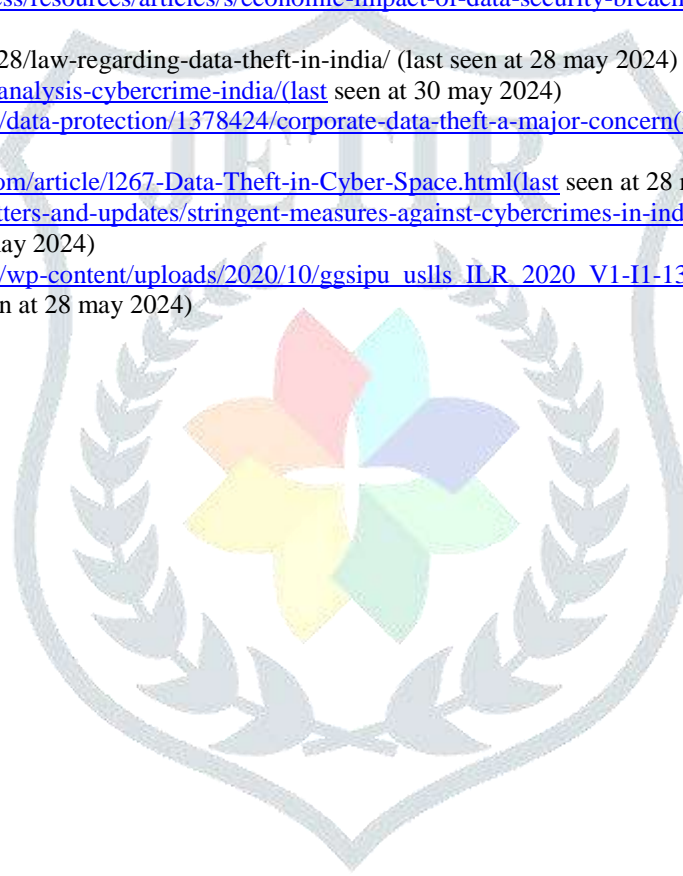 ess/resources/articles/s/economic-impact-of-data-security-breach
28/law-regarding-data-theft-in-india/ (last seen at 28 may 2024)
analysis-cybercrime-india/(last seen at 30 may 2024)
/data-protection/1378424/corporate-data-theft-a-major-concern(
om/article/l267-Data-Theft-in-Cyber-Space.html(last seen at 28
tters-and-updates/stringent-measures-against-cybercrimes-in-ind
ay 2024)
/wp-content/uploads/2020/10/ggsipu_uslls_ILR_2020_V1-I1-13
n at 28 may 2024)
JETIR